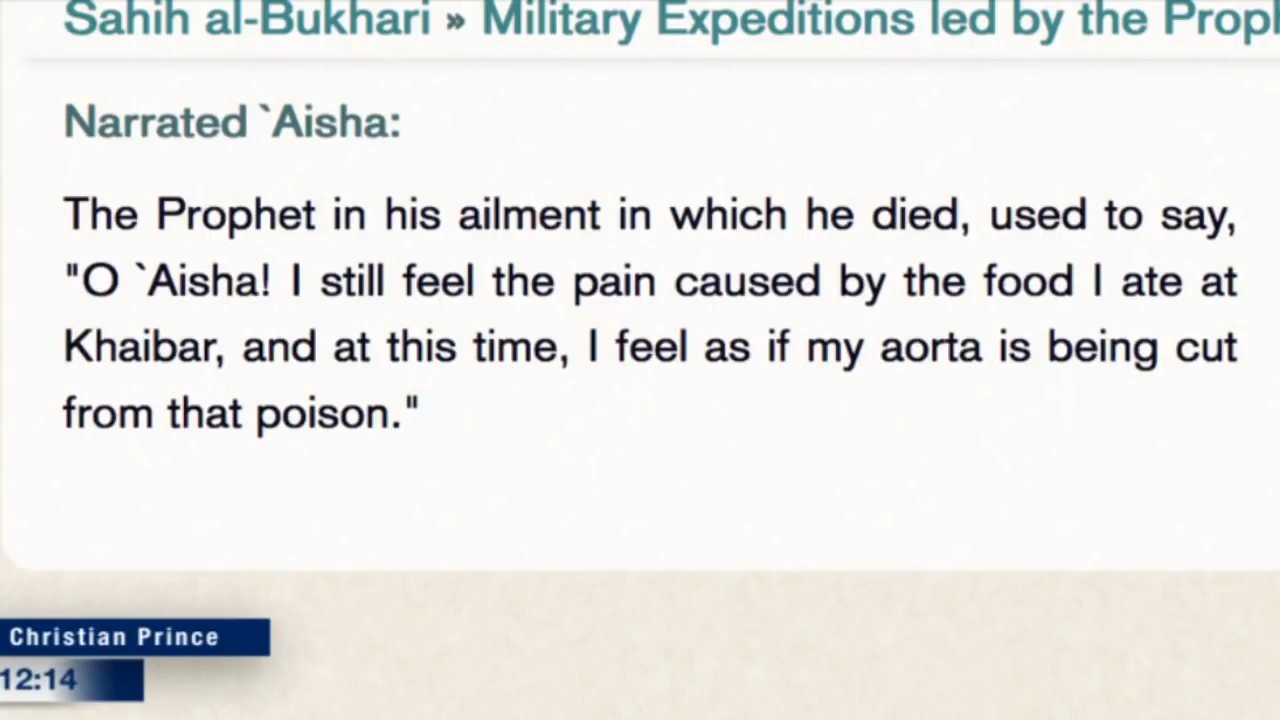 Sahih al-Bukhari » Military Expeditions led by the Proph
Narrated `Aisha:
The Prophet in his ailment in which he died, used to say,
"O `Aisha! I still feel the pain caused by the food I ate at
Khaibar, and at this time, I feel as if my aorta is being cut
from that poison."
Christian Prince
12:14